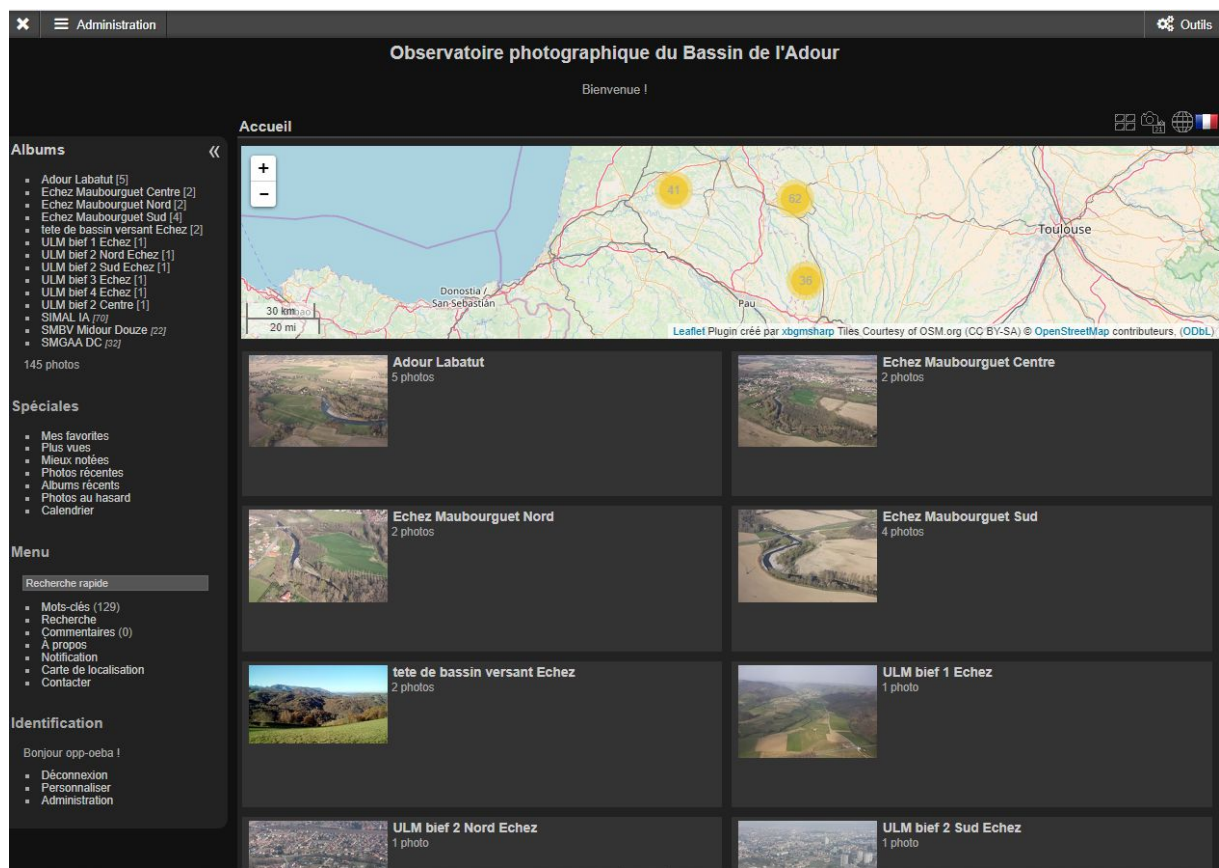 Administration
Outils
Observatoire photographique du Bassin de l'Adour
Bienvenue !
Accueil
Albums
«
Adour Labatut [5]
Echez Maubourguet Centre [2]
Echez Maubourguet Nord [2]
Echez Maubourguet Sud [4]
tete de bassin versant Echez [2]
ULM bief 1 Echez [1]
ULM bief 2 Nord Echez [1]
ULM bief 2 Sud Echez [1]
ULM bief 3 Echez [1]
ULM bief 4 Echez [1]
ULM bief 2 Centre [1]
SIMAL IA [70]
SMBV Midour Douze [22]
SMGAA DC [32]
145 photos
Spéciales
Mes favorites
Plus vues
Mieux notées
Photos récentes
Albums récents
Photos au hasard
Calendrier
Menu
Recherche rapide
Mots-clés (129)
Recherche
Commentaires (0)
À propos
Notification
Carte de localisation
Contacter
Identification
Bonjour opp-oeba !
Déconnexion
Personnaliser
Administration
+
−
41
62
36
Toulouse
Donostia /
San Sebastián
Pau
30 km
20 mi
Leaflet Plugin créé par xbgmsharp Tiles Courtesy of OSM.org (CC BY-SA) © OpenStreetMap contributeurs, (ODbL)
Adour Labatut
5 photos
Echez Maubourguet Centre
2 photos
Echez Maubourguet Nord
2 photos
Echez Maubourguet Sud
4 photos
tete de bassin versant Echez
2 photos
ULM bief 1 Echez
1 photo
ULM bief 2 Nord Echez
1 photo
ULM bief 2 Sud Echez
1 photo